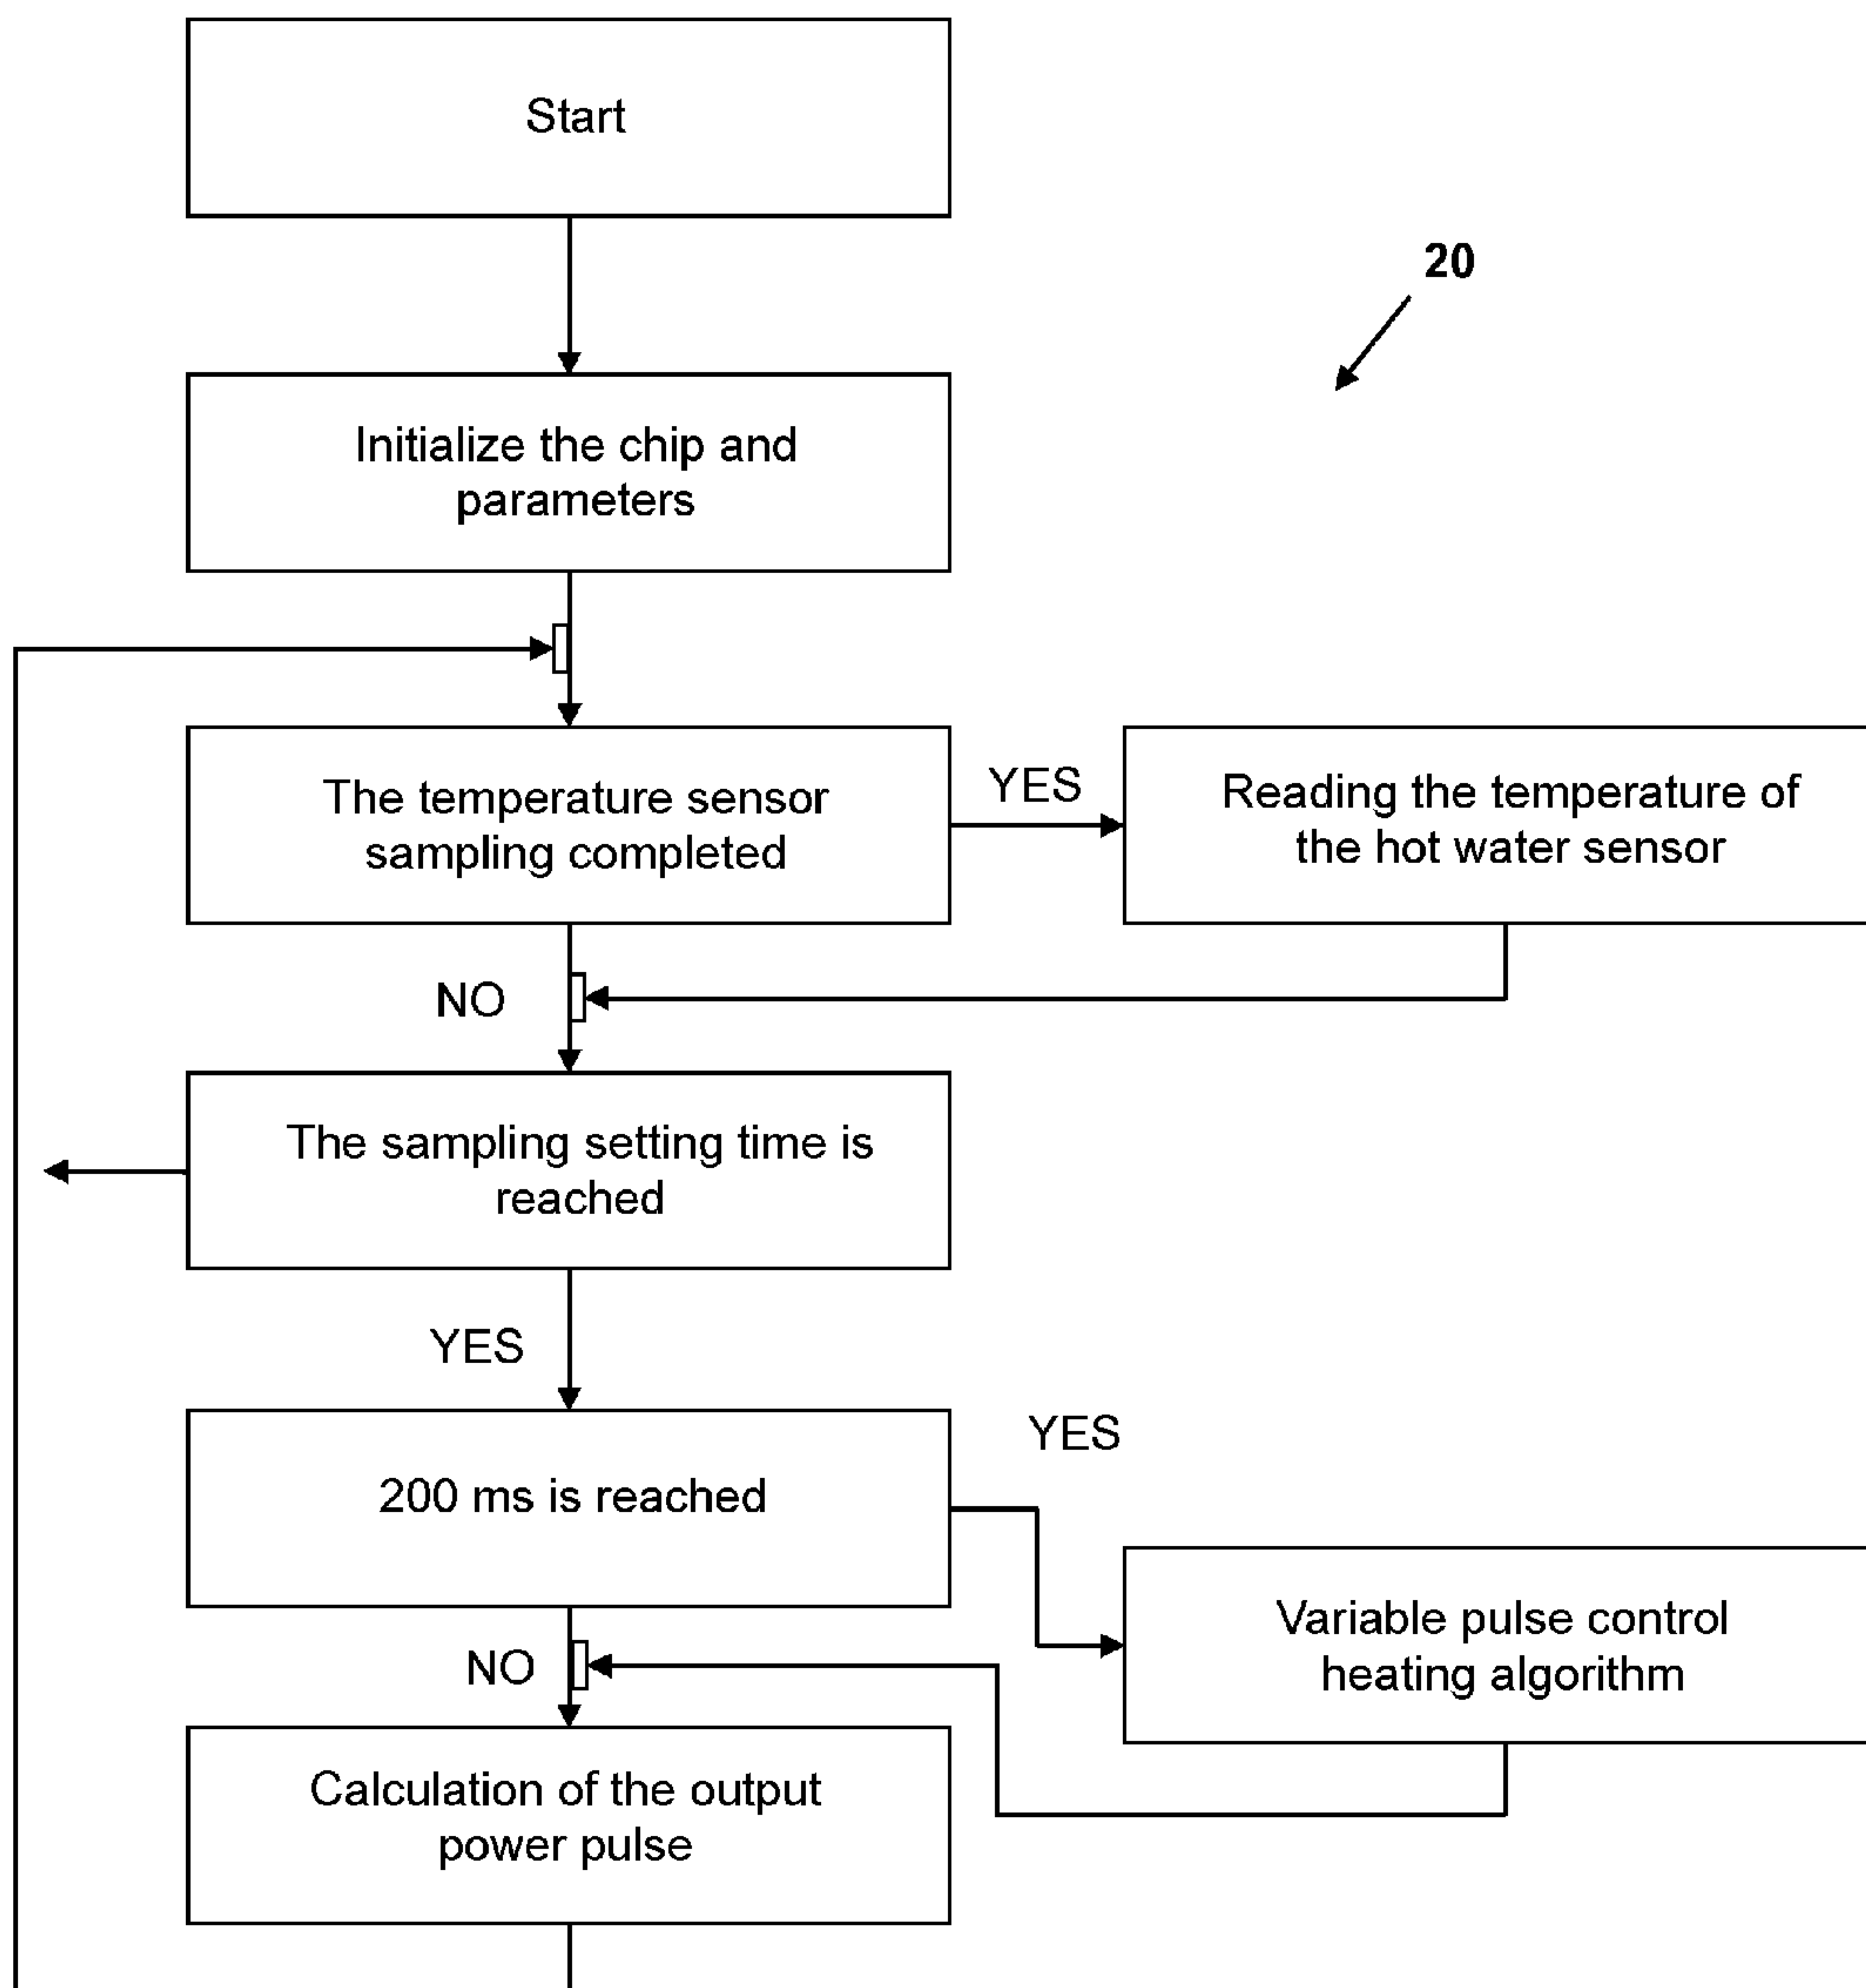 Start
20
Initialize the chip and
parameters
The temperature sensor
sampling completed
YES
Reading the temperature of
the hot water sensor
NO
The sampling setting time is
reached
YES
200 ms is reached
YES
Variable pulse control
heating algorithm
NO
Calculation of the output
power pulse